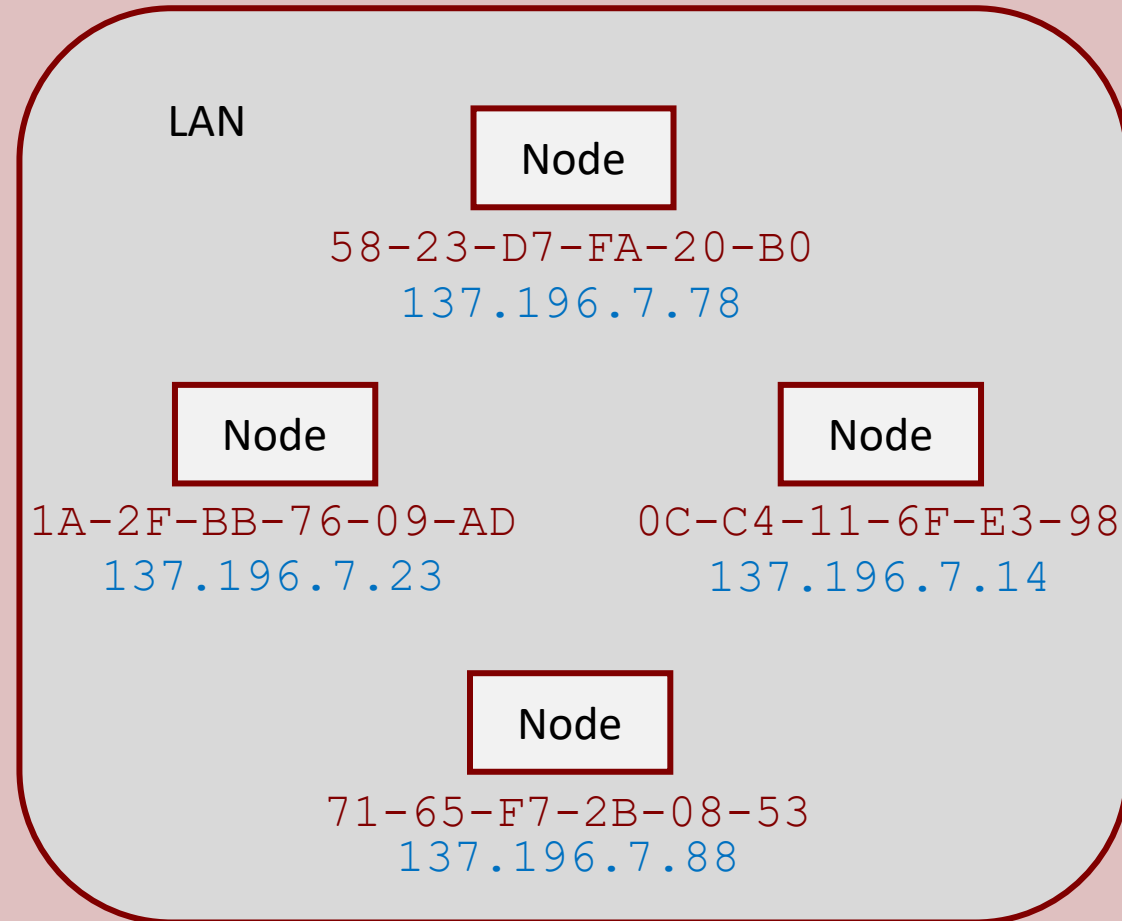 LAN
Node
58-23-D7-FA-20-B0
137.196.7.78
Node
1A-2F-BB-76-09-AD
137.196.7.23
Node
0C-C4-11-6F-E3-98
137.196.7.14
Node
71-65-F7-2B-08-53
137.196.7.88